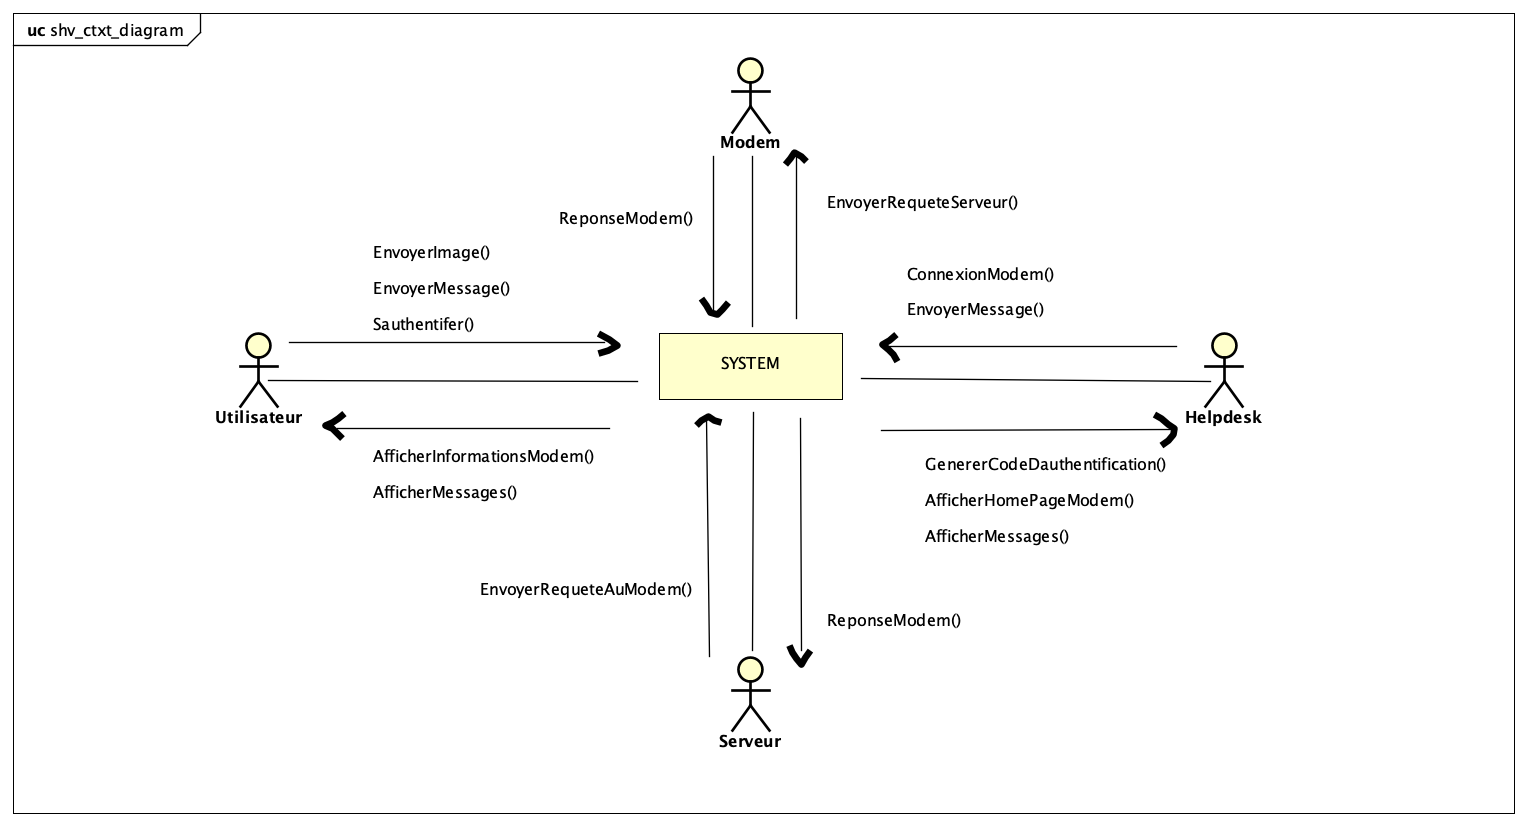 uc shv_ctxt_diagram
Modem
EnvoyerRequeteServeur()
ReponseModem()
EnvoyerImage()
EnvoyerMessage()
Sauthentifer()
ConnexionModem()
EnvoyerMessage()
SYSTEM
Utilisateur
Helpdesk
AfficherInformationsModem()
AfficherMessages()
GenererCodeDauthentification()
AfficherHomePageModem()
AfficherMessages()
EnvoyerRequeteAuModem()
ReponseModem()
Serveur